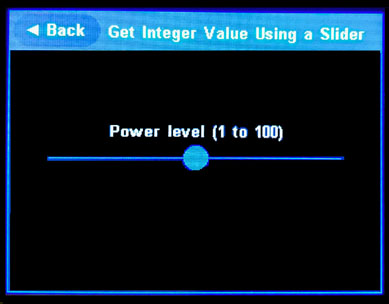 ◄ Back
Get Integer Value Using a Slider
Power level (1 to 100)